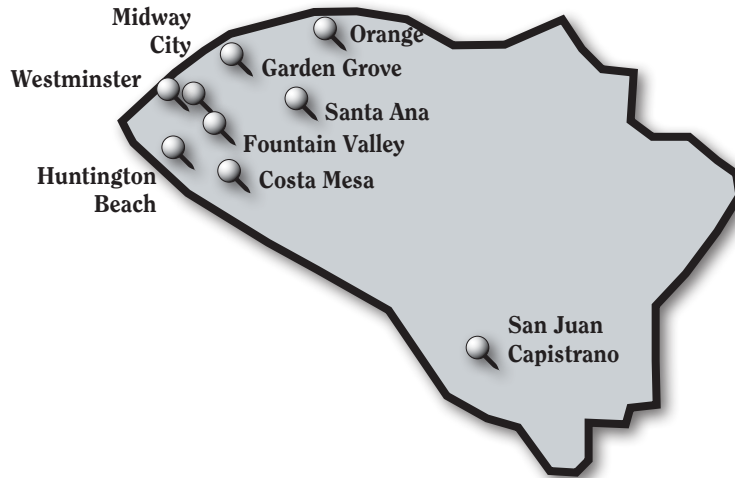 Midway
City
Orange
Garden Grove
Westminster
Santa Ana
Fountain Valley
Huntington
Beach
Costa Mesa
San Juan
Capistrano